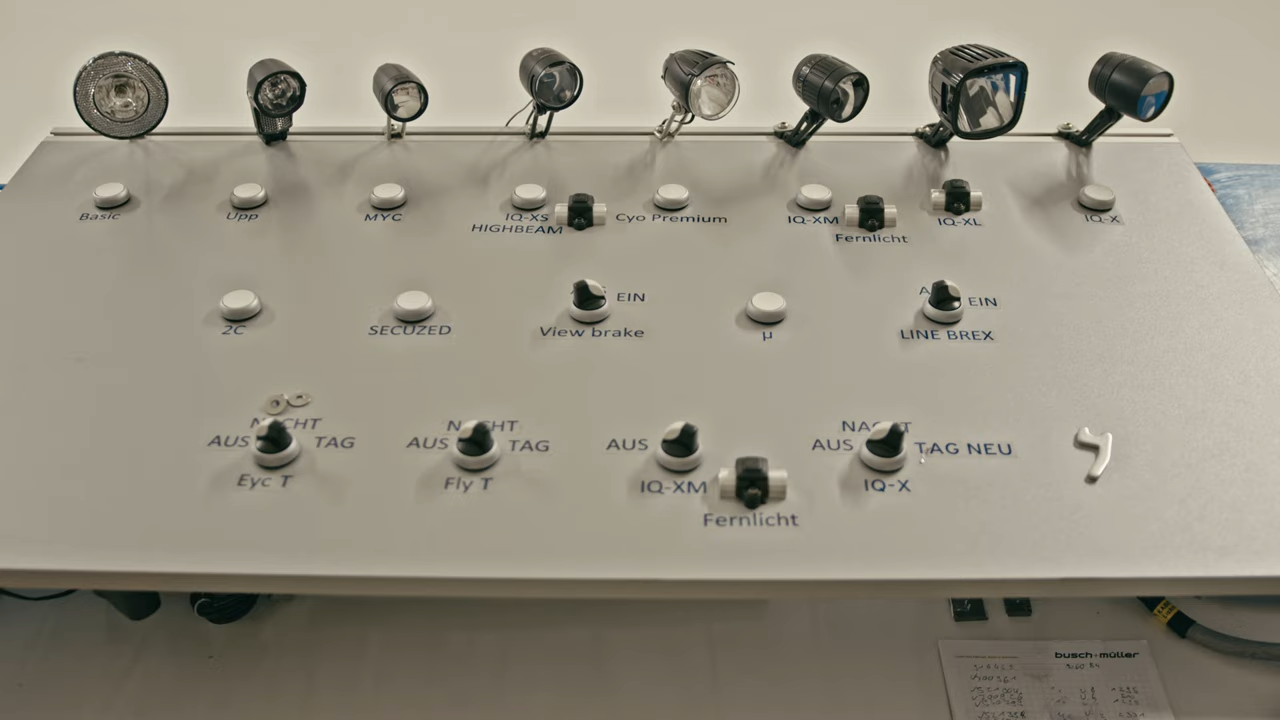 Basic
Upp
MYC
IQ-XS
HIGHBEAM
Cyo Premium
IQ-XM
Fernlicht
IQ-XL
IQ-X
2C
SECUZED
EIN
View brake
µ
EIN
LINE BREX
NACHT
AUS TAG
Eyc T
NACHT
AUS TAG
Fly T
AUS
IQ-XM
Fernlicht
NACHT
AUS TAG NEU
IQ-X
busch+müller